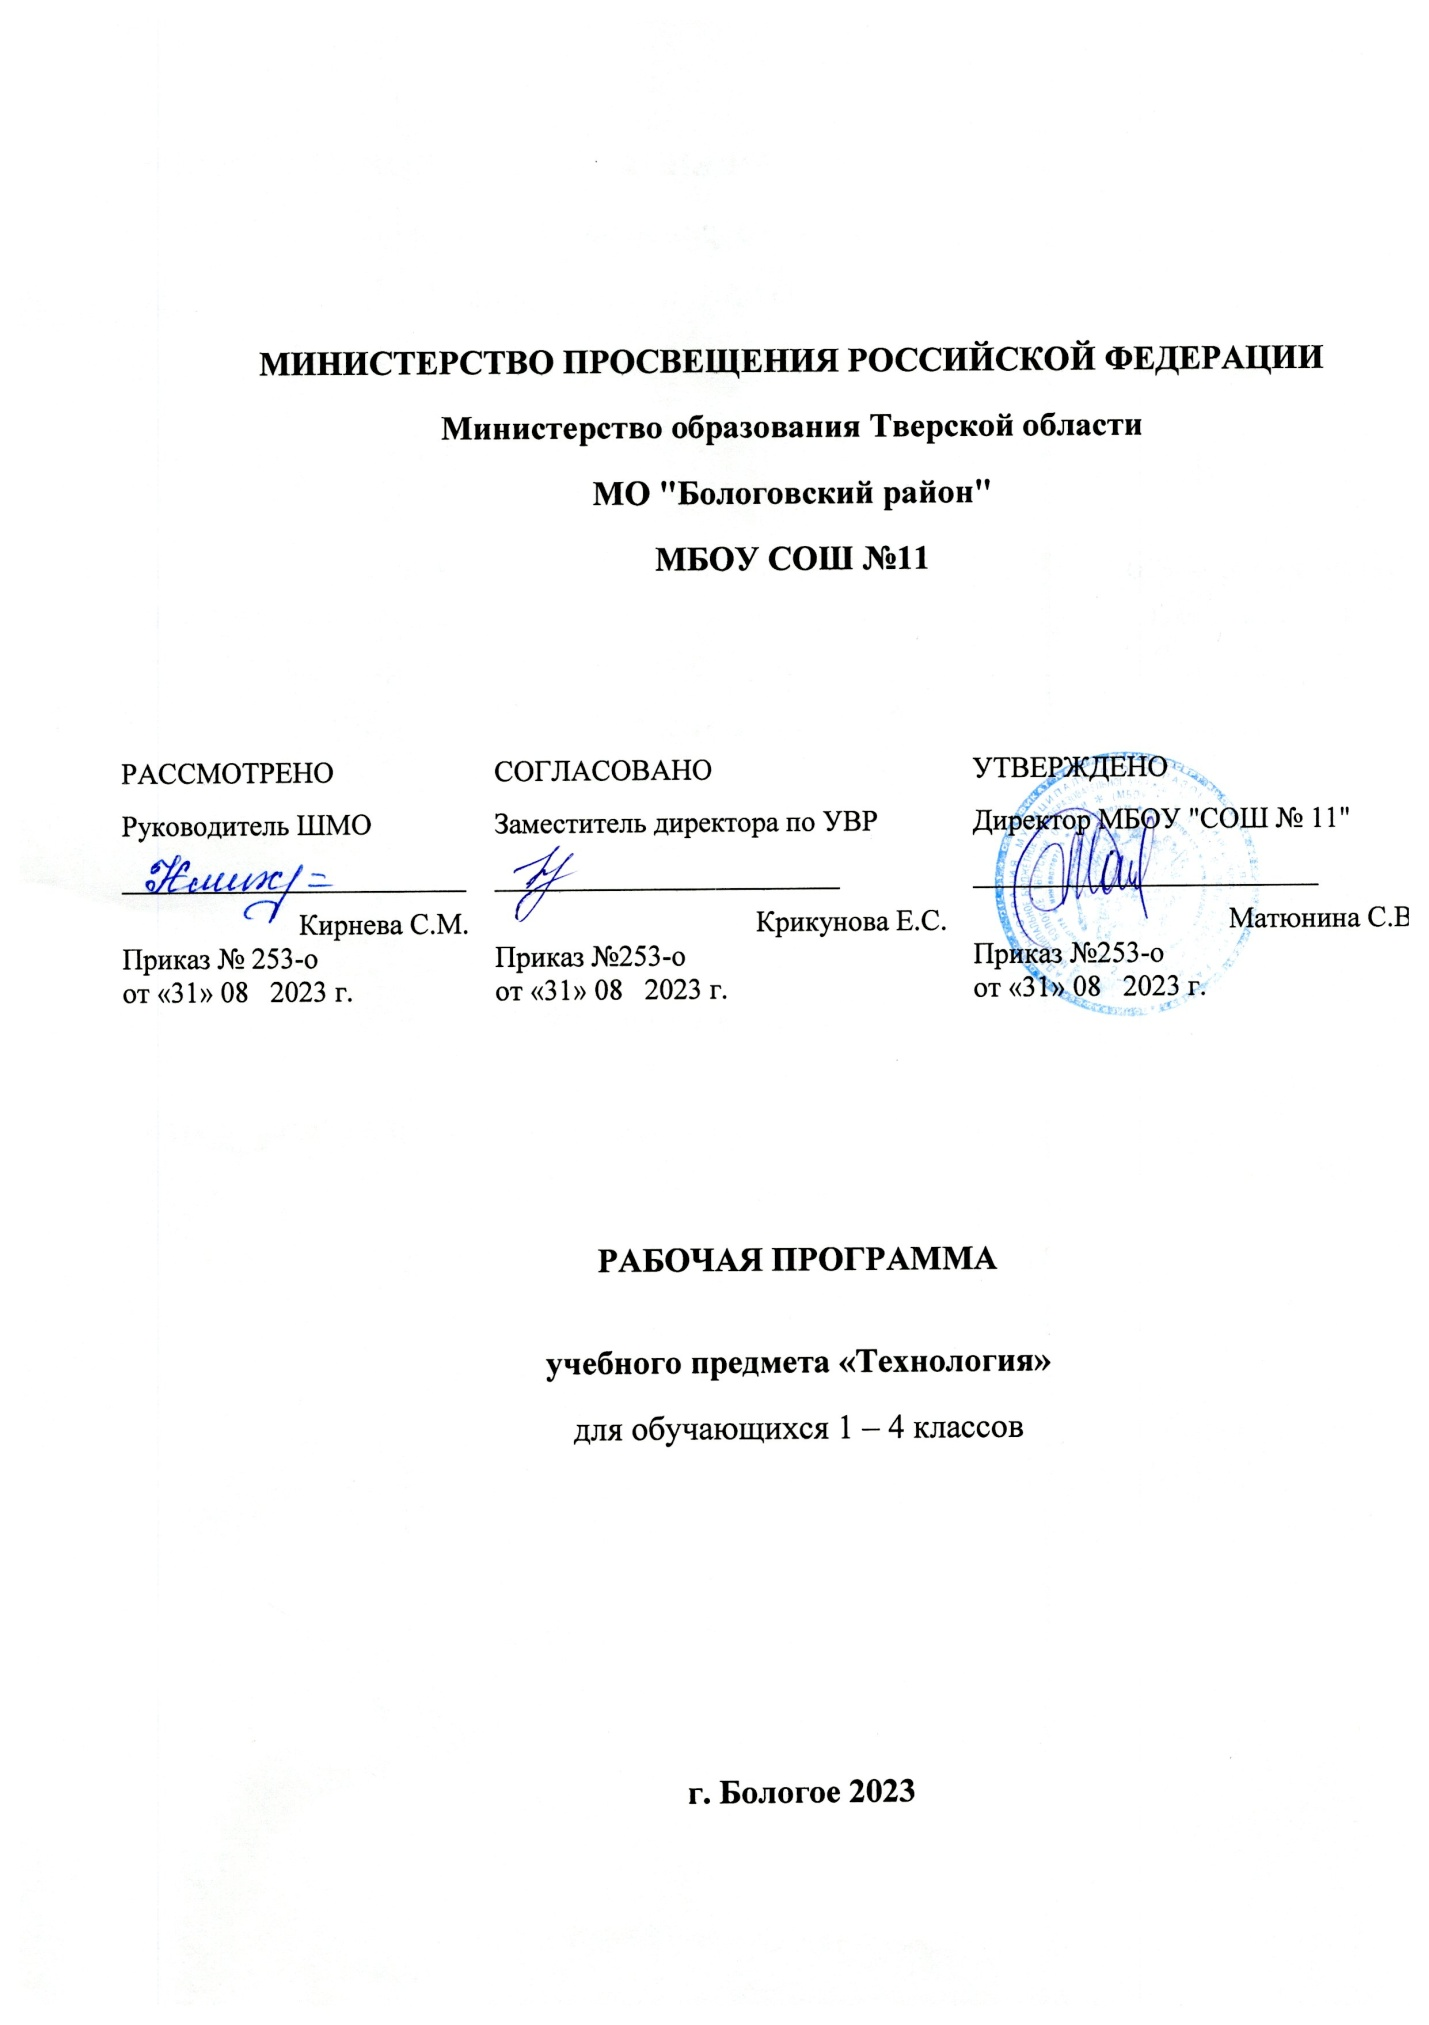 МИНИСТЕРСТВО ПРОСВЕЩЕНИЯ РОССИЙСКОЙ ФЕДЕРАЦИИ
Министерство образования Тверской области
МО "Бологовский район"
МБОУ СОШ №11
РАССМОТРЕНО
Руководитель ШМО
Кирнева С.М.
Приказ № 253-о
от «31» 08 2023 г.
СОГЛАСОВАНО
Заместитель директора по УВР
Крикунова Е.С.
Приказ №253-о
от «31» 08 2023 г.
УТВЕРЖДЕНО
Директор МБОУ "СОШ № 11"
Матюнина С.В
Приказ №253-о
от «31» 08 2023 г.
РАБОЧАЯ ПРОГРАММА
учебного предмета «Технология»
для обучающихся 1 – 4 классов
г. Бологое 2023